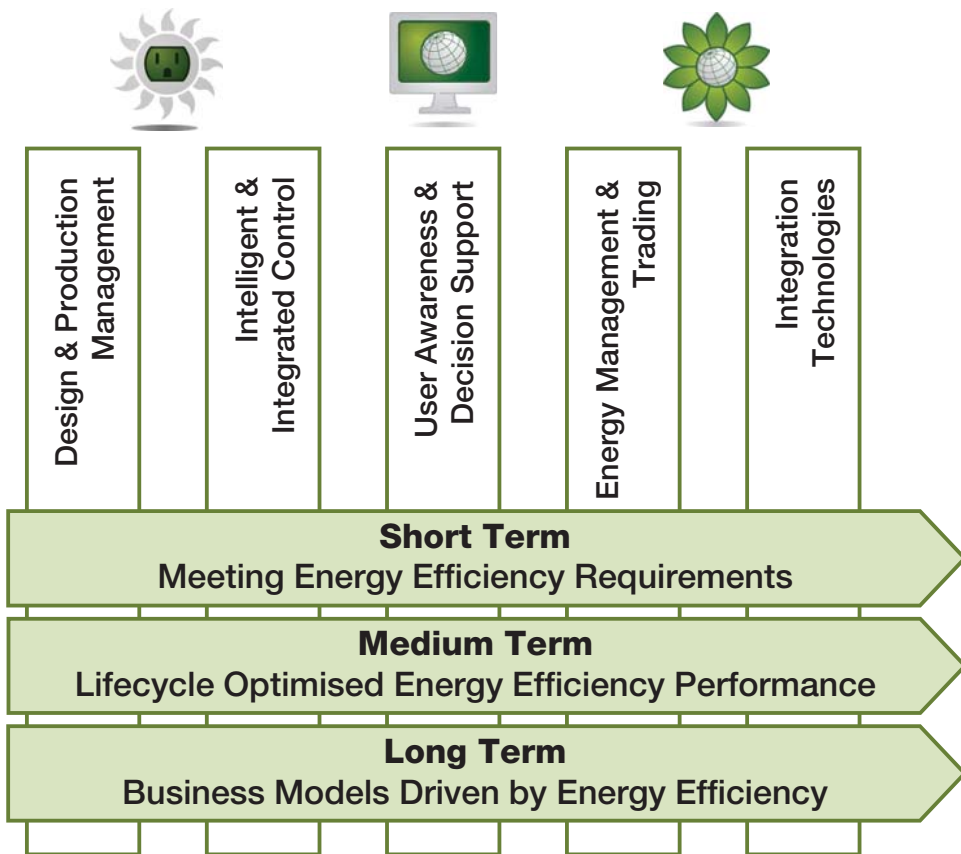 Design & Production
Management
Intelligent &
Integrated Control
User Awareness &
Decision Support
Energy Management &
Trading
Integration
Technologies
Short Term
Meeting Energy Efficiency Requirements
Medium Term
Lifecycle Optimised Energy Efficiency Performance
Long Term
Business Models Driven by Energy Efficiency